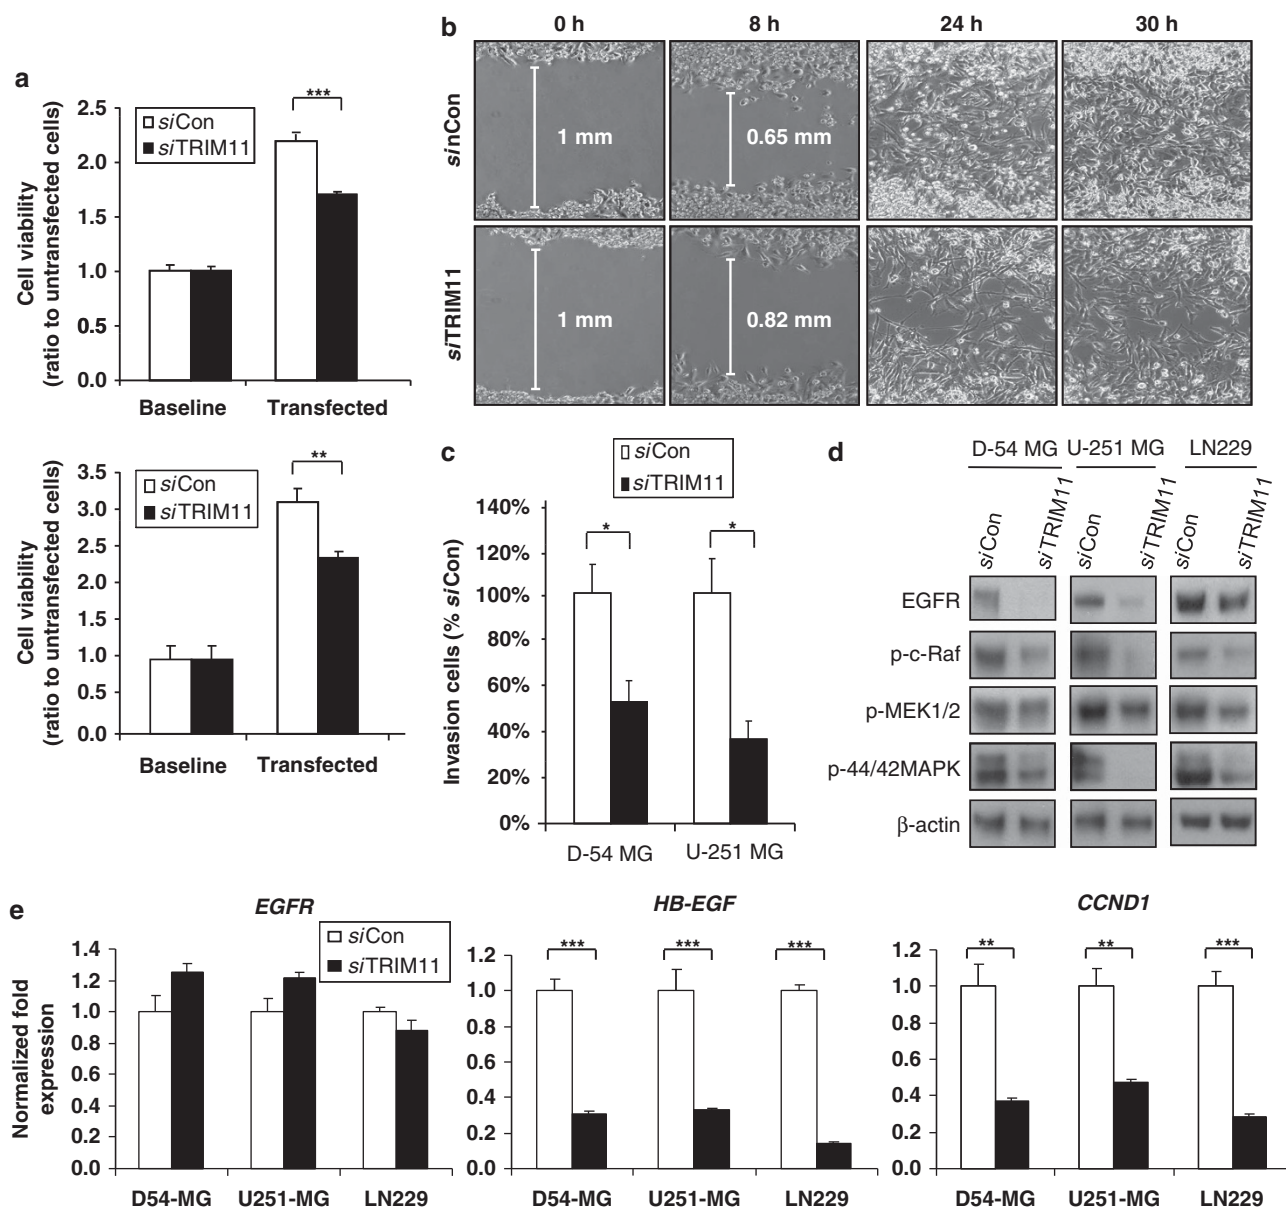 a
2.5
2.0
1.5
1.0
0.5
0.0
Cell viability
(ratio to untransfected cells)
siCon
siTRIM11
***
Baseline
Transfected
3.5
3.0
2.5
2.0
1.5
1.0
0.5
0.0
Cell viability
(ratio to untransfected cells)
siCon
siTRIM11
**
Baseline
Transfected
b
0 h
8 h
24 h
30 h
sinCon
1 mm
0.65 mm
siTRIM11
1 mm
0.82 mm
c
siCon
siTRIM11
140%
120%
100%
80%
60%
40%
20%
0%
Invasion cells (% siCon)
*
*
D-54 MG
U-251 MG
d
D-54 MG
U-251 MG
LN229
siCon
siTRIM11
siCon
siTRIM11
siCon
siTRIM11
EGFR
p-c-Raf
p-MEK1/2
p-44/42MAPK
β-actin
e
EGFR
siCon
siTRIM11
Normalized fold
expression
1.4
1.2
1.0
0.8
0.6
0.4
0.2
0.0
D54-MG
U251-MG
LN229
HB-EGF
1.2
1.0
0.8
0.6
0.4
0.2
0.0
***
***
***
D54-MG
U251-MG
LN229
CCND1
1.2
1.0
0.8
0.6
0.4
0.2
0.0
**
**
***
D54-MG
U251-MG
LN229